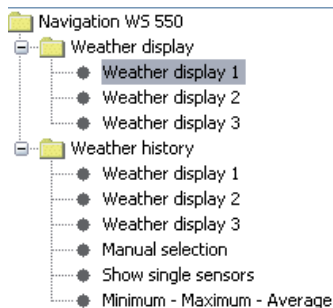 Navigation WS 550
Weather display
Weather display 1
Weather display 2
Weather display 3
Weather history
Weather display 1
Weather display 2
Weather display 3
Manual selection
Show single sensors
Minimum - Maximum - Average